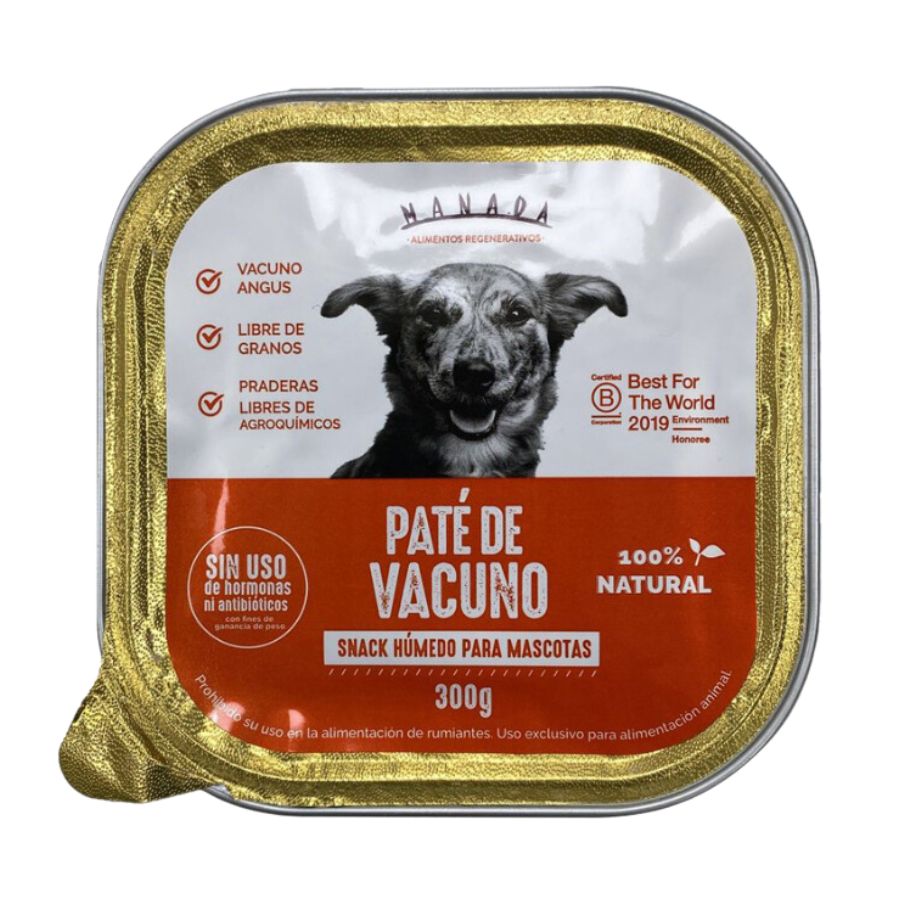 MANADA
· ALIMENTOS REGENERATIVOS ·
VACUNO
ANGUS
LIBRE DE
GRANOS
PRADERAS
LIBRES DE
AGROQUÍMICOS
Certified
B
Corporation
Best For
The World
2019 Environment
Honoree
PATÉ DE
VACUNO
SNACK HÚMEDO PARA MASCOTAS
300g
SIN USO
de hormonas
ni antibióticos
con fines de
ganancia de peso
100%
NATURAL
Prohibido su uso en la alimentación de rumiantes. Uso exclusivo para alimentación animal.